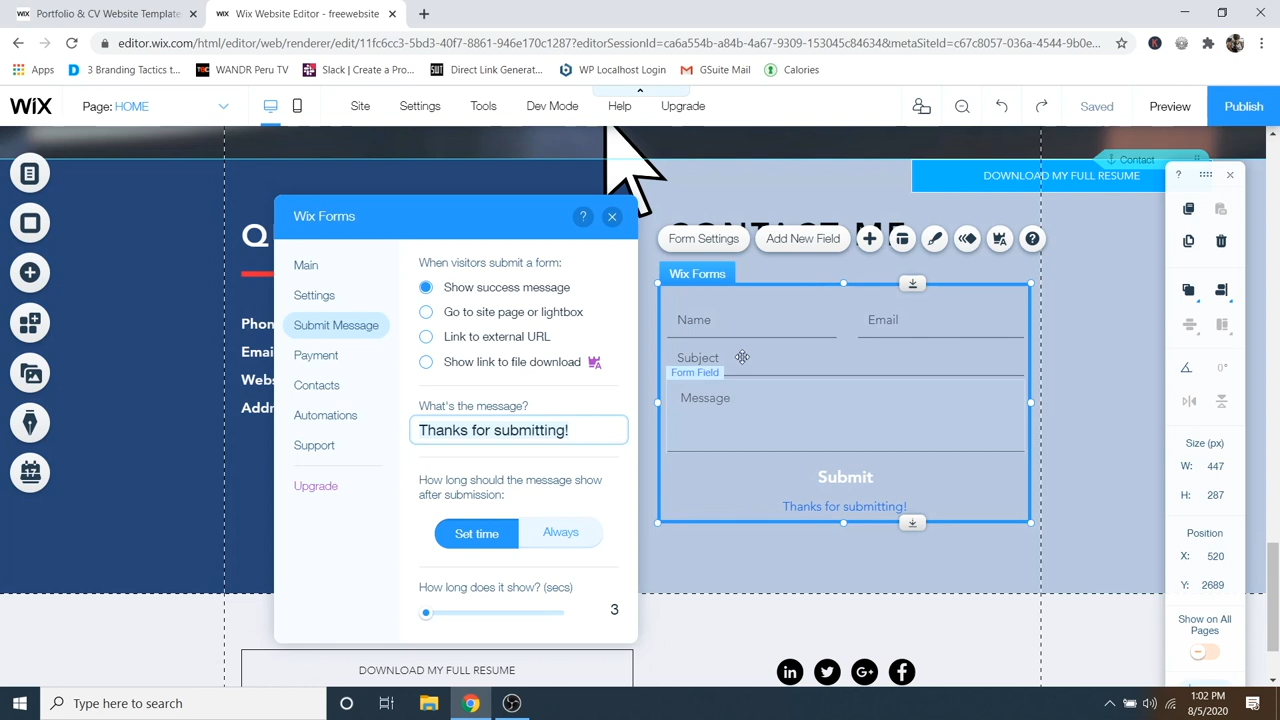 WiX Portfolio & CV Website Templat
WiX Wix Website Editor - freewebsite
editor.wix.com/html/editor/web/renderer/edit/11fc6cc3-5bd3-40f7-8861-946e170c1287?editorSessionId=ca6a554b-a84b-4a67-9309-153045c84634&metaSiteId=c67c8057-036a-4544-9b0e...
Apps
3 Branding Tactics t...
WANDR Peru TV
Slack | Create a Pro...
Direct Link Generat...
WP Localhost Login
GSuite Mail
Calories
WiX
Page: HOME
Site
Settings
Tools
Dev Mode
Help
Upgrade
Saved
Preview
Publish
Contact
DOWNLOAD MY FULL RESUME
Q
CONTACT ME
Phon
Email
Webs
Addr
Wix Forms
?
Main
Settings
Submit Message
Payment
Contacts
Automations
Support
Upgrade
When visitors submit a form:
Show success message
Go to site page or lightbox
Link to external URL
Show link to file download
What's the message?
Thanks for submitting!
How long should the message show
after submission:
Set time
Always
How long does it show? (secs)
3
Form Settings
Add New Field
?
Wix Forms
Name
Email
Subject
Form Field
Message
Submit
Thanks for submitting!
DOWNLOAD MY FULL RESUME
?
0°
Size (px)
W: 447
H: 287
Position
X: 520
Y: 2689
Show on All
Pages
17
Type here to search
1:02 PM
8/5/2020